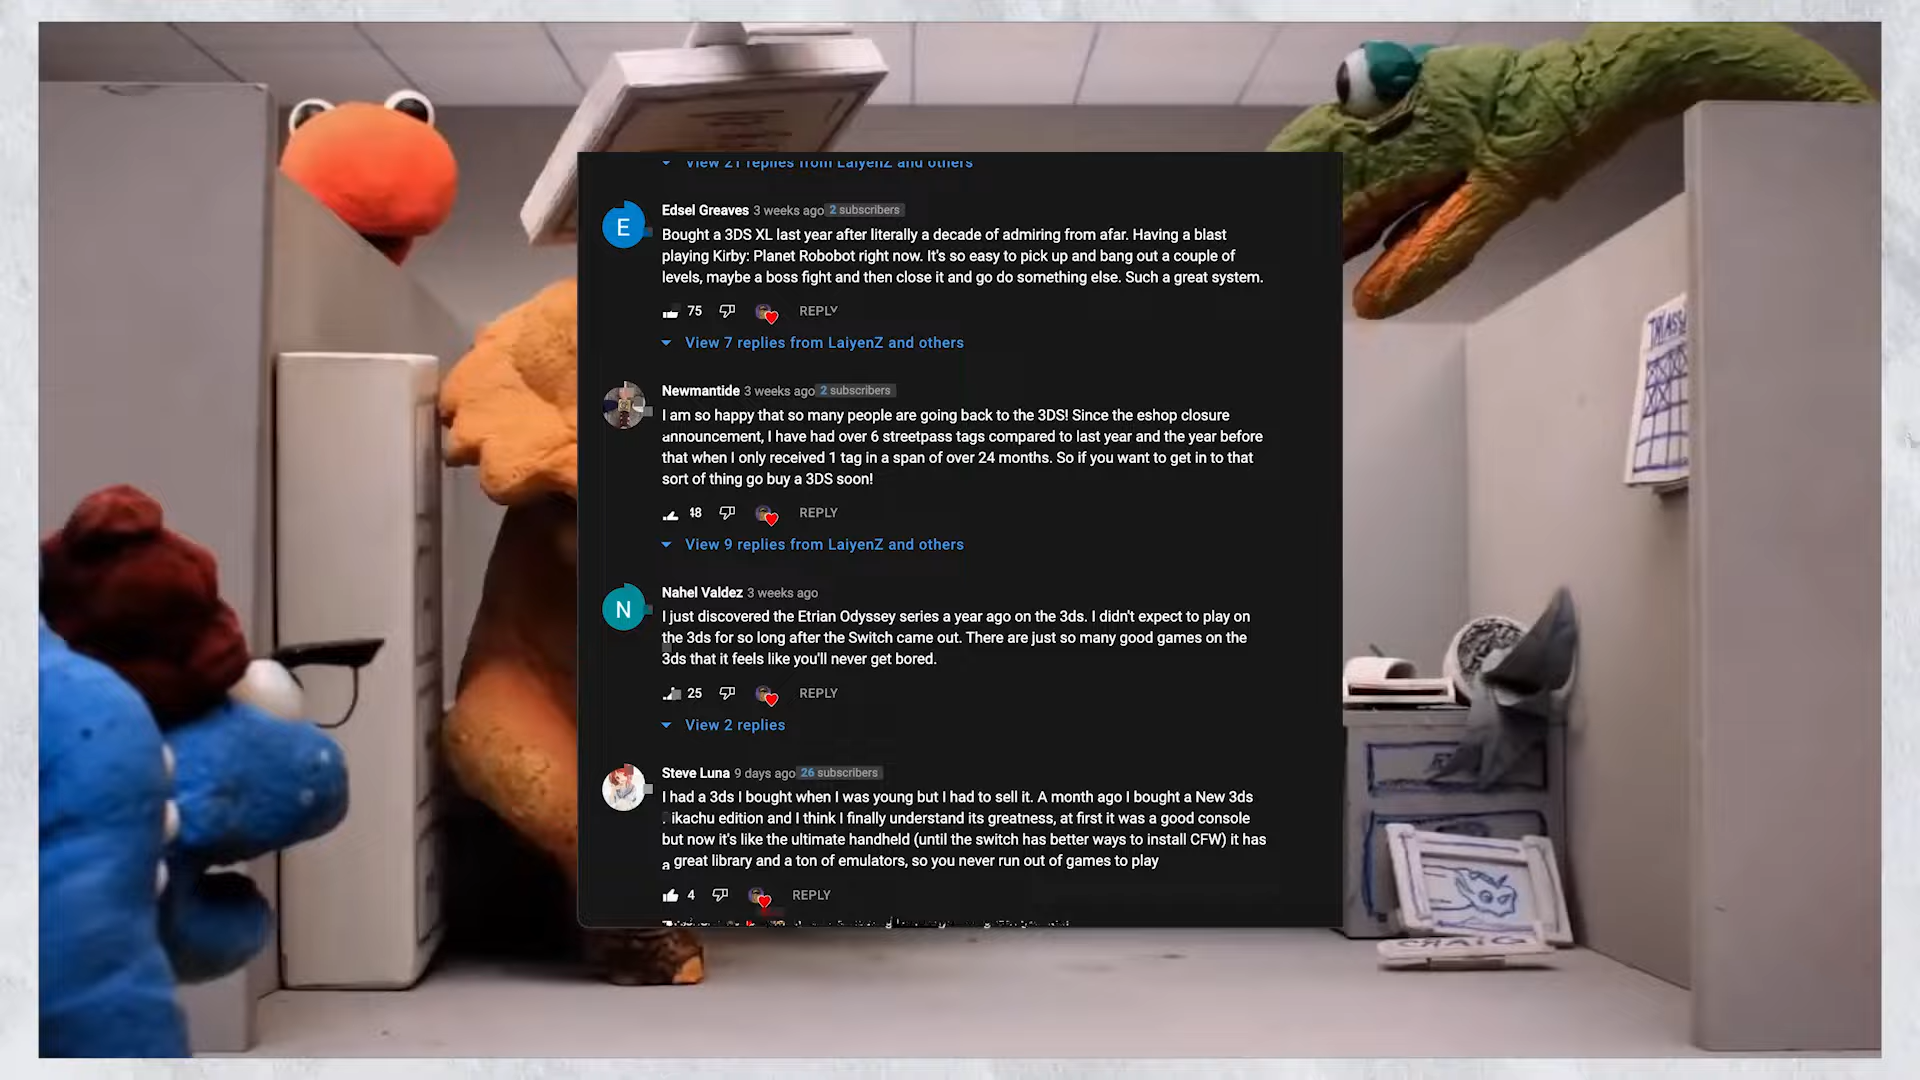 View 21 replies from LaiyenZ and others
Edsel Greaves 3 weeks ago 2 subscribers
E
Bought a 3DS XL last year after literally a decade of admiring from afar. Having a blast
playing Kirby: Planet Robobot right now. It's so easy to pick up and bang out a couple of
levels, maybe a boss fight and then close it and go do something else. Such a great system.
75 REPLY
View 7 replies from LaiyenZ and others
Newmantide 3 weeks ago 2 subscribers
I am so happy that so many people are going back to the 3DS! Since the eshop closure
announcement, I have had over 6 streetpass tags compared to last year and the year before
that when I only received 1 tag in a span of over 24 months. So if you want to get in to that
sort of thing go buy a 3DS soon!
48 REPLY
View 9 replies from LaiyenZ and others
Nahel Valdez 3 weeks ago
N
I just discovered the Etrian Odyssey series a year ago on the 3ds. I didn't expect to play on
the 3ds for so long after the Switch came out. There are just so many good games on the
3ds that it feels like you'll never get bored.
25 REPLY
View 2 replies
Steve Luna 9 days ago 26 subscribers
I had a 3ds I bought when I was young but I had to sell it. A month ago I bought a New 3ds
ikachu edition and I think I finally understand its greatness, at first it was a good console
but now it's like the ultimate handheld (until the switch has better ways to install CFW) it has
a great library and a ton of emulators, so you never run out of games to play
4 REPLY
CRAIG